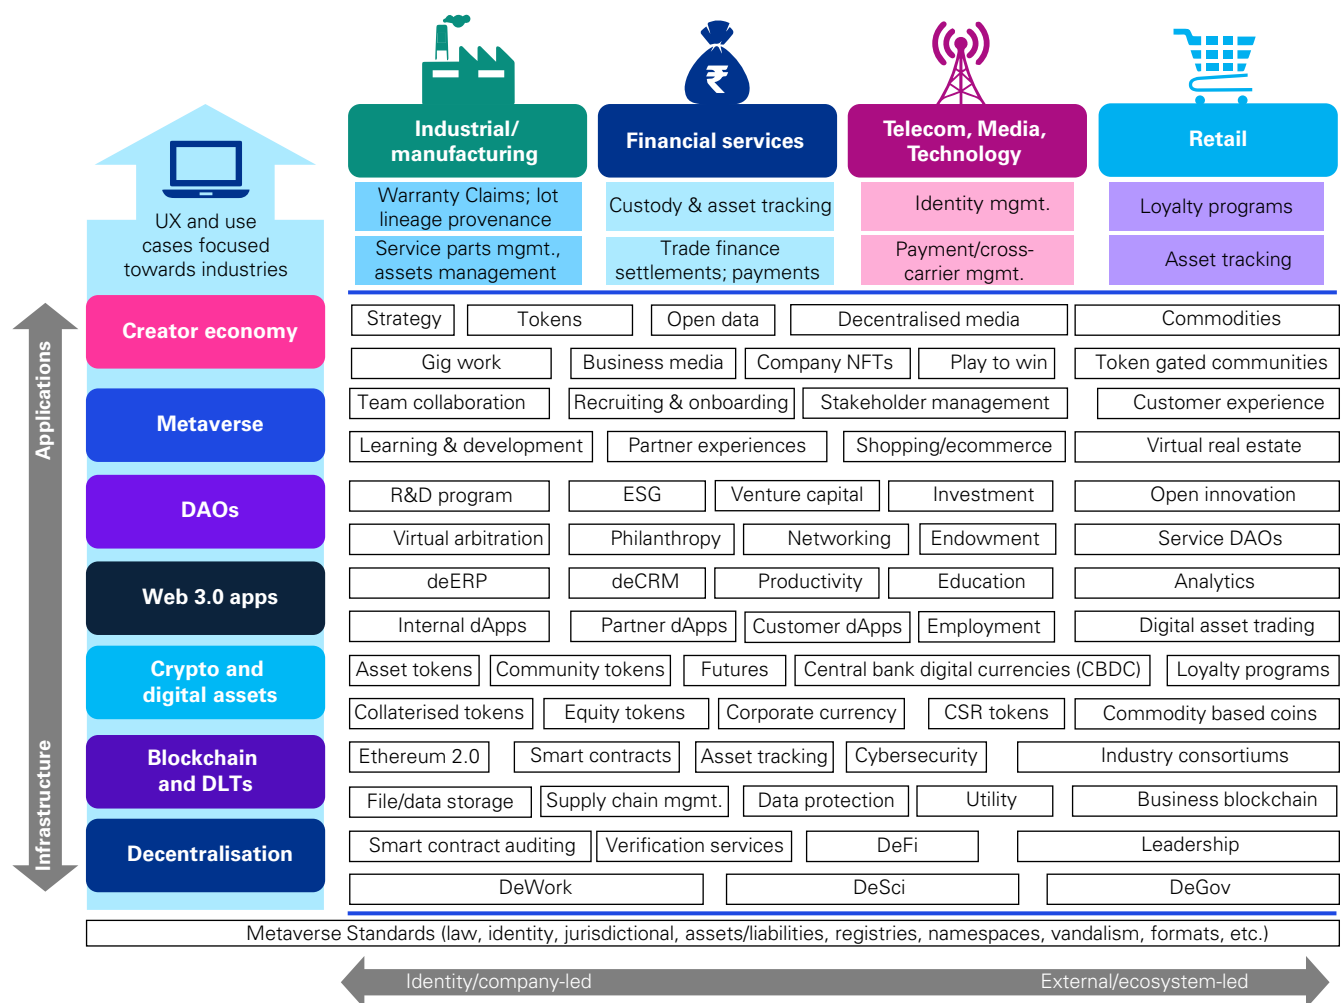 ₹
Industrial/
manufacturing
Financial services
Telecom, Media,
Technology
Retail
UX and use
cases focused
towards industries
Warranty Claims; lot
lineage provenance
Custody & asset tracking
Identity mgmt.
Loyalty programs
Service parts mgmt.,
assets management
Trade finance
settlements; payments
Payment/cross-
carrier mgmt.
Asset tracking
Applications
Infrastructure
Creator economy
Strategy
Tokens
Open data
Decentralised media
Commodities
Gig work
Business media
Company NFTs
Play to win
Token gated communities
Metaverse
Team collaboration
Recruiting & onboarding
Stakeholder management
Customer experience
Learning & development
Partner experiences
Shopping/ecommerce
Virtual real estate
DAOs
R&D program
ESG
Venture capital
Investment
Open innovation
Virtual arbitration
Philanthropy
Networking
Endowment
Service DAOs
Web 3.0 apps
deERP
deCRM
Productivity
Education
Analytics
Internal dApps
Partner dApps
Customer dApps
Employment
Digital asset trading
Crypto and
digital assets
Asset tokens
Community tokens
Futures
Central bank digital currencies (CBDC)
Loyalty programs
Collaterised tokens
Equity tokens
Corporate currency
CSR tokens
Commodity based coins
Blockchain
and DLTs
Ethereum 2.0
Smart contracts
Asset tracking
Cybersecurity
Industry consortiums
File/data storage
Supply chain mgmt.
Data protection
Utility
Business blockchain
Decentralisation
Smart contract auditing
Verification services
DeFi
Leadership
DeWork
DeSci
DeGov
Metaverse Standards (law, identity, jurisdictional, assets/liabilities, registries, namespaces, vandalism, formats, etc.)
Identity/company-led
External/ecosystem-led